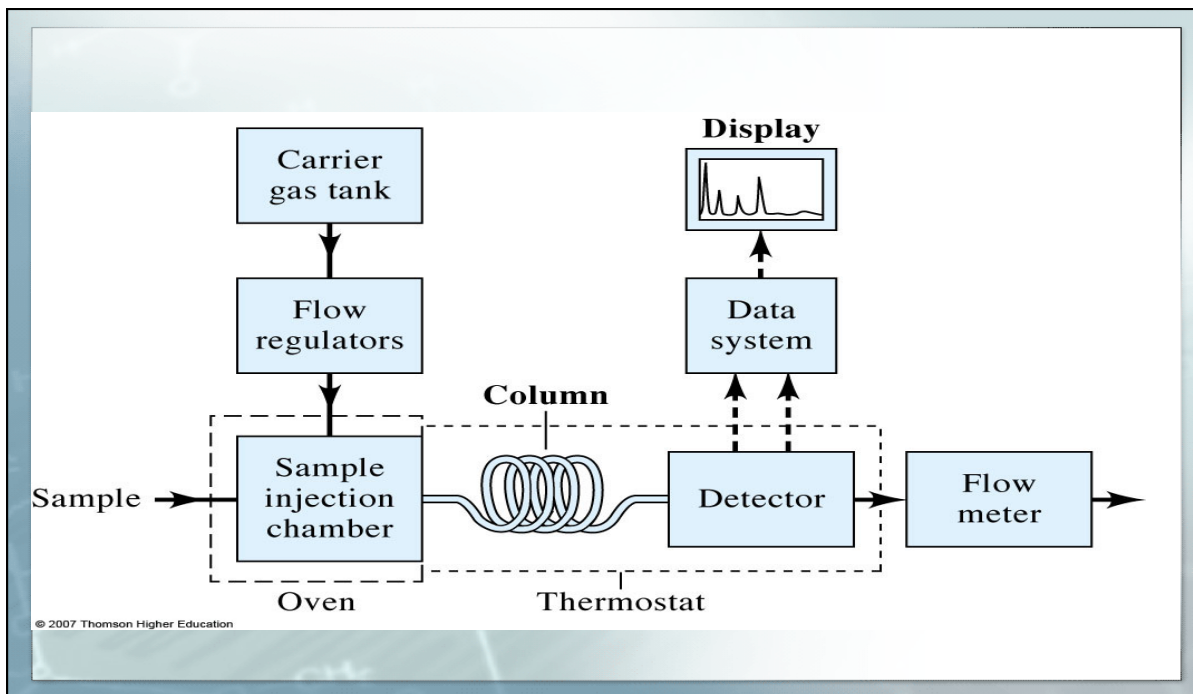 Carrier
gas tank
Display
Flow
regulators
Data
system
Column
Sample
Sample
injection
chamber
Detector
Flow
meter
Oven
Thermostat
© 2007 Thomson Higher Education